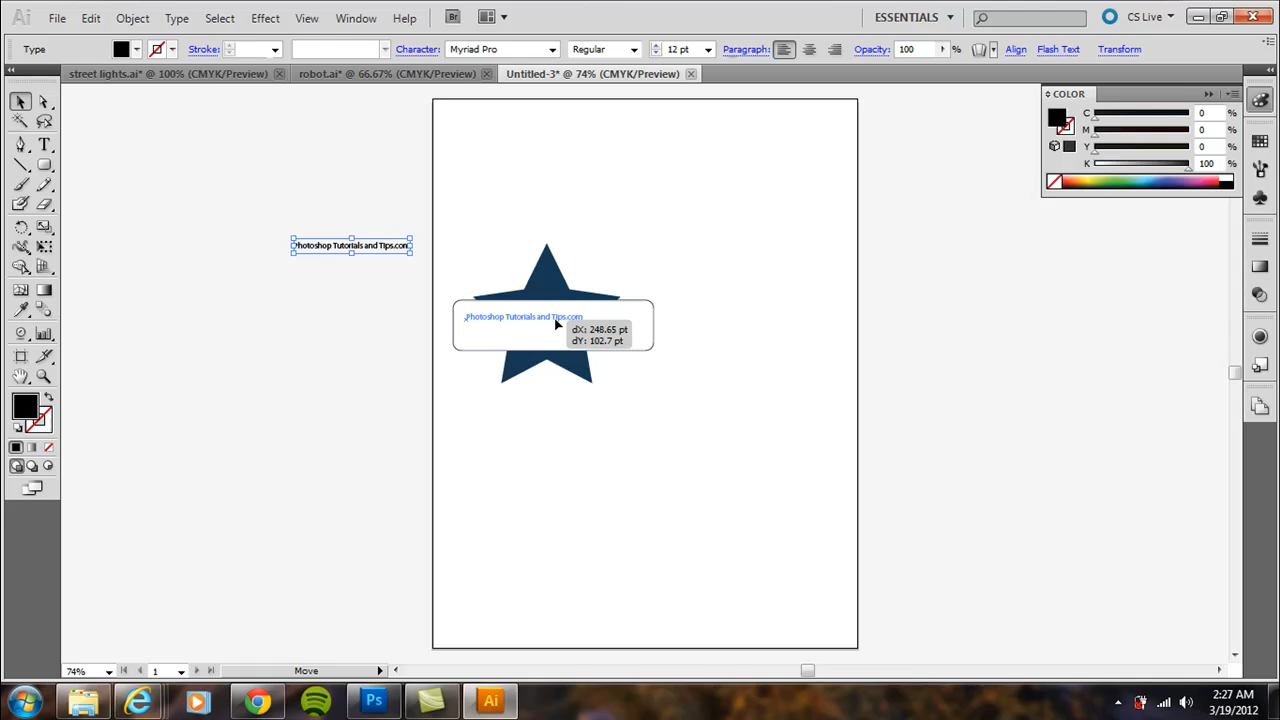 Ai File Edit Object Type Select Effect View Window Help Br ESSENTIALS CS Live
Type Stroke: Character: Myriad Pro Regular 12 pt Paragraph: Opacity: 100 % Align Flash Text Transform
street lights.ai* @ 100% (CMYK/Preview) robot.ai* @ 66.67% (CMYK/Preview) Untitled-3* @ 74% (CMYK/Preview)
COLOR
C 0 %
M 0 %
Y 0 %
K 100 %
Photoshop Tutorials and Tips.com
Photoshop Tutorials and Tips.com
dX: 248.65 pt
dY: 102.7 pt
74% 1 Move
Ps Ai
2:27 AM
3/19/2012